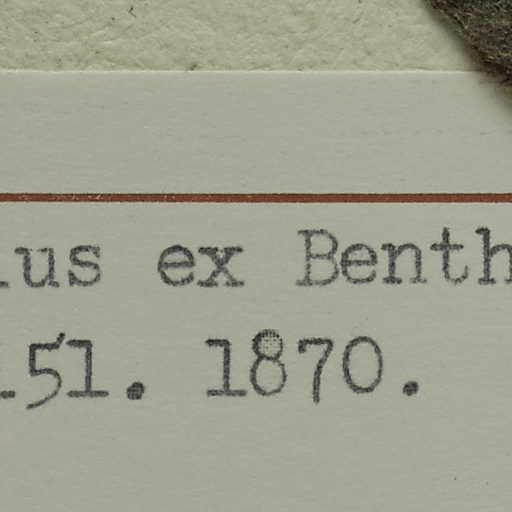 ius ex Benth
151. 1870.